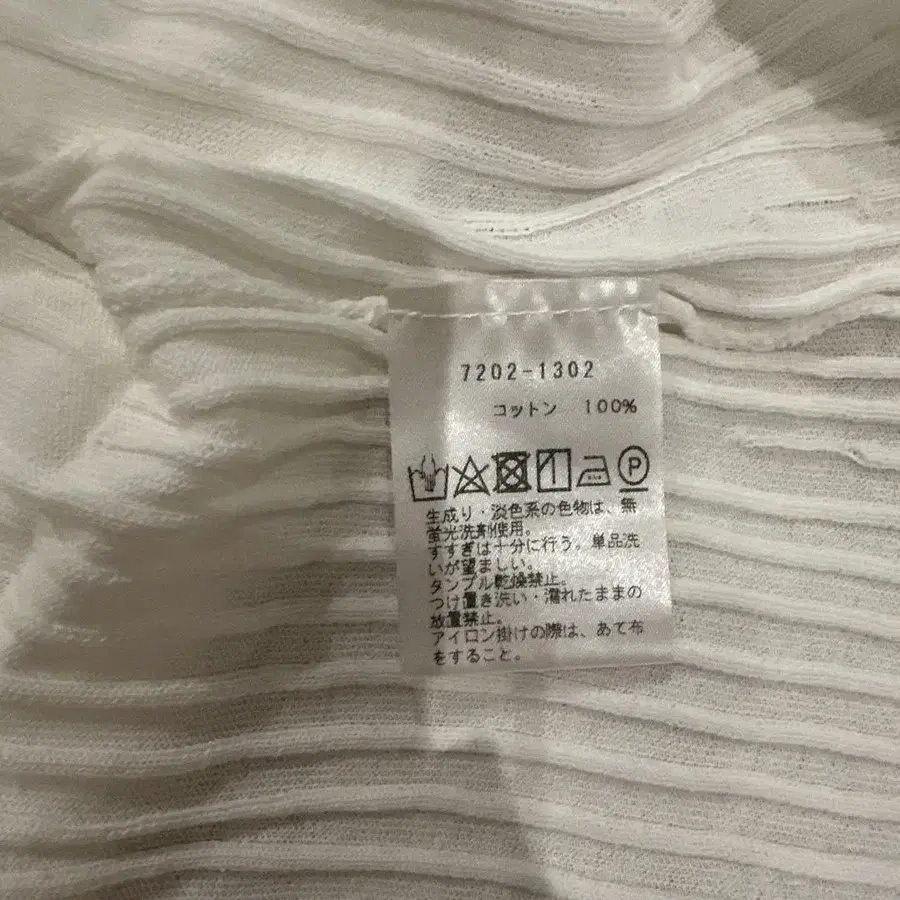 7202-1302
コットン 100%
P
生成り・淡色系の色物は、無
蛍光洗剤使用。
すすぎは十分に行う。単品洗
いが望ましい。
タンブル乾燥禁止。
つけ置き洗い・濡れたままの
放置禁止。
アイロン掛けの際は、あて布
をすること。